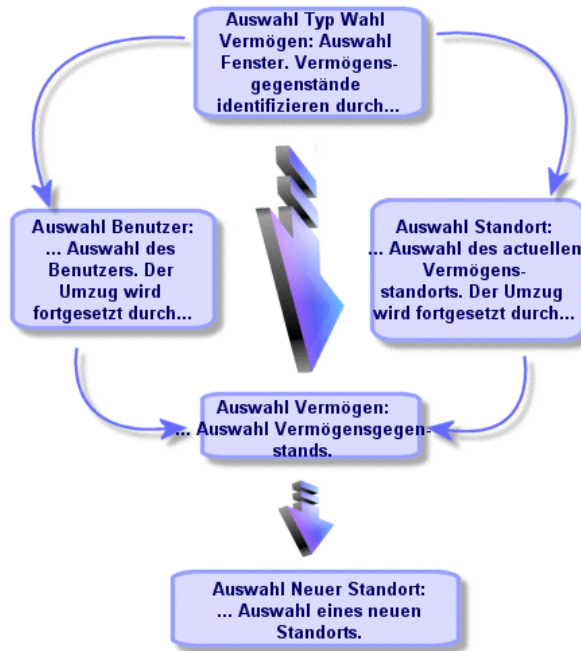 Auswahl Typ Wahl
Vermögen: Auswahl
Fenster. Vermögens-
gegenstände
identifizieren durch...
Auswahl Benutzer:
... Auswahl des
Benutzers. Der
Umzug wird
fortgesetzt durch...
Auswahl Standort:
... Auswahl des actuellen
Vermögens-
standorts. Der Umzug
wird fortgesetzt durch...
Auswahl Vermögen:
... Auswahl Vermögensgegen-
stands.
Auswahl Neuer Standort:
... Auswahl eines neuen
Standorts.